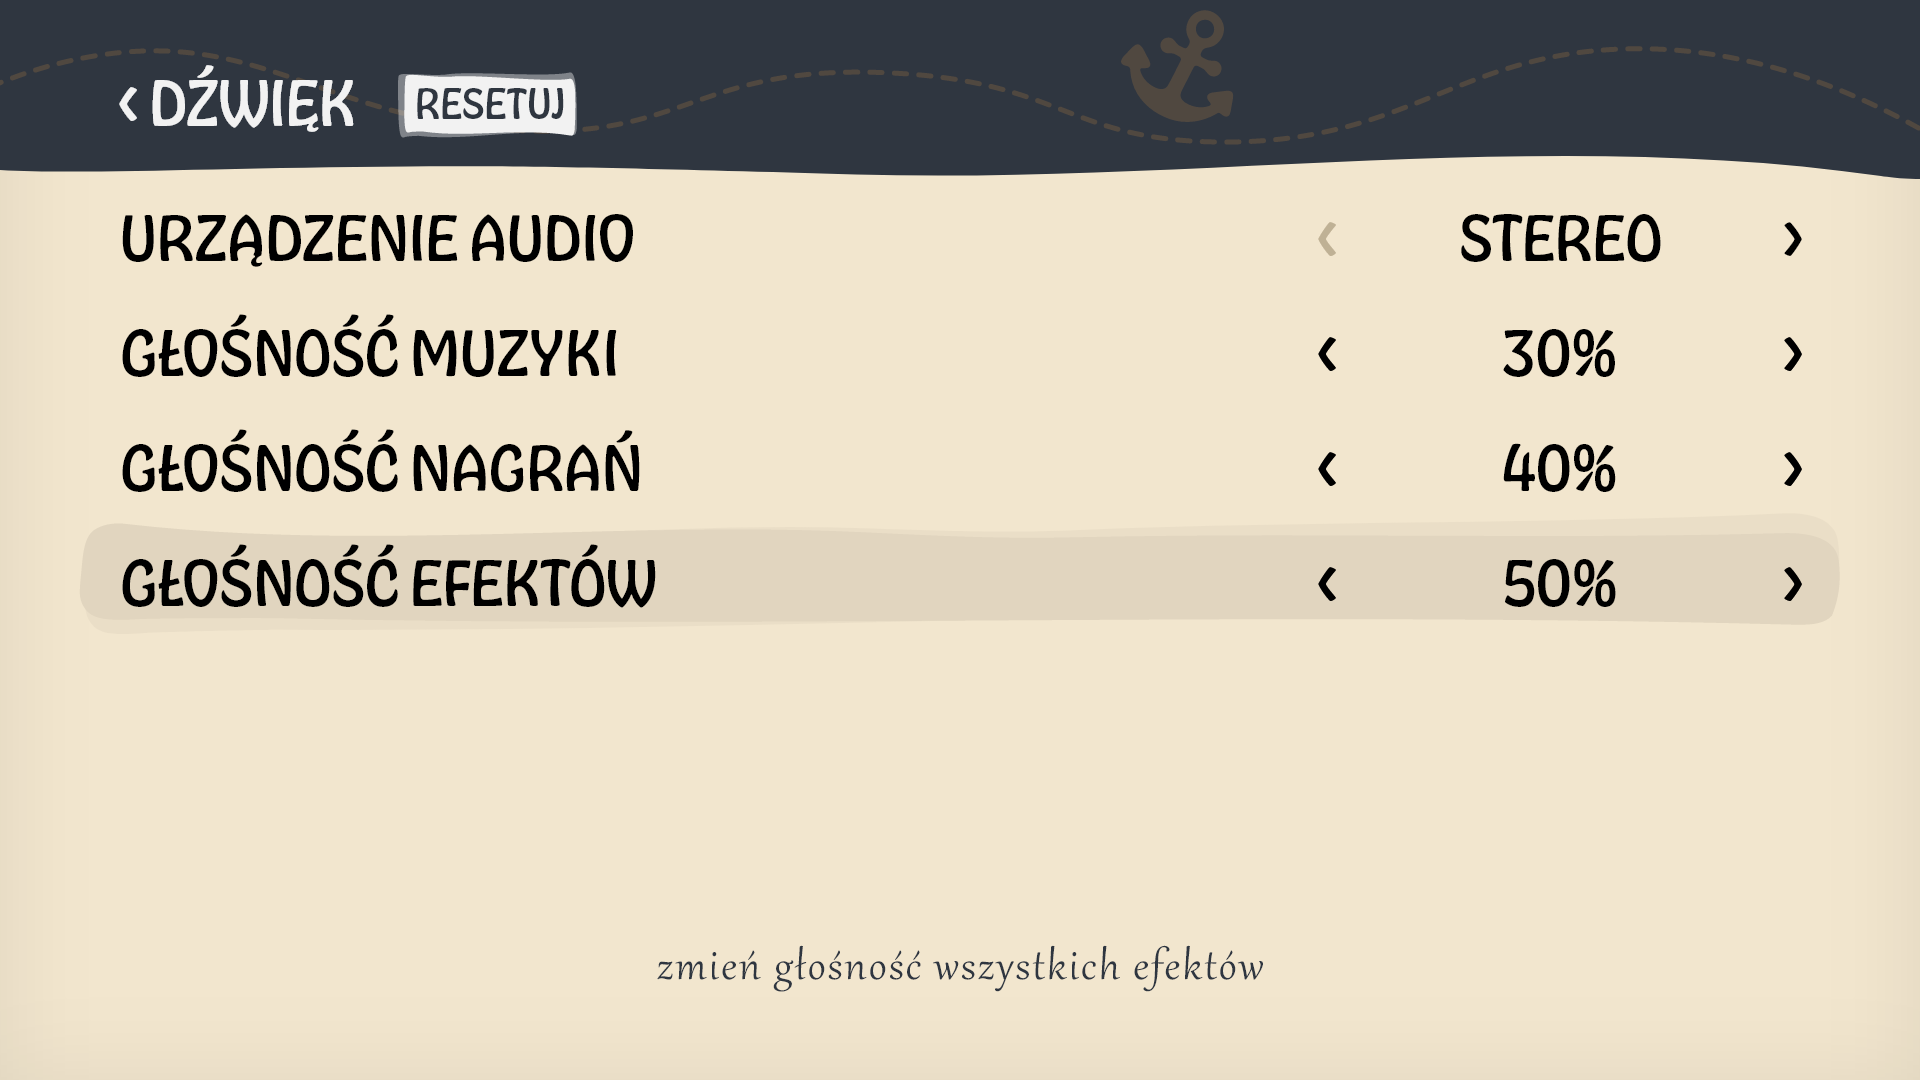 DŹWIĘK RESETUJ
URZĄDZENIE AUDIO STEREO
GŁOŚNOŚĆ MUZYKI 30%
GŁOŚNOŚĆ NAGRAŃ 40%
GŁOŚNOŚĆ EFEKTÓW 50%
zmień głośność wszystkich efektów